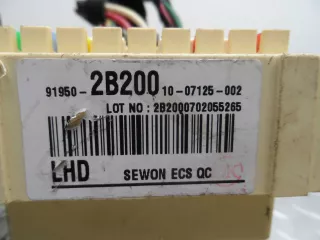 91950- 2B200 10-07125-002
LOT NO : 2B2000702055265
LHD SEWON ECS QC